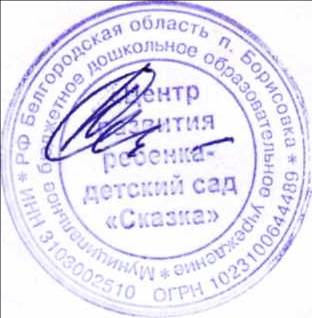 * РФ Белгородская область п. Борисовка *
ИНН 3103002510 ОГРН 1023100644489
* Муниципальное бюджетное дошкольное образовательное учреждение
центр
развития
ребенка-
детский сад
«Сказка»